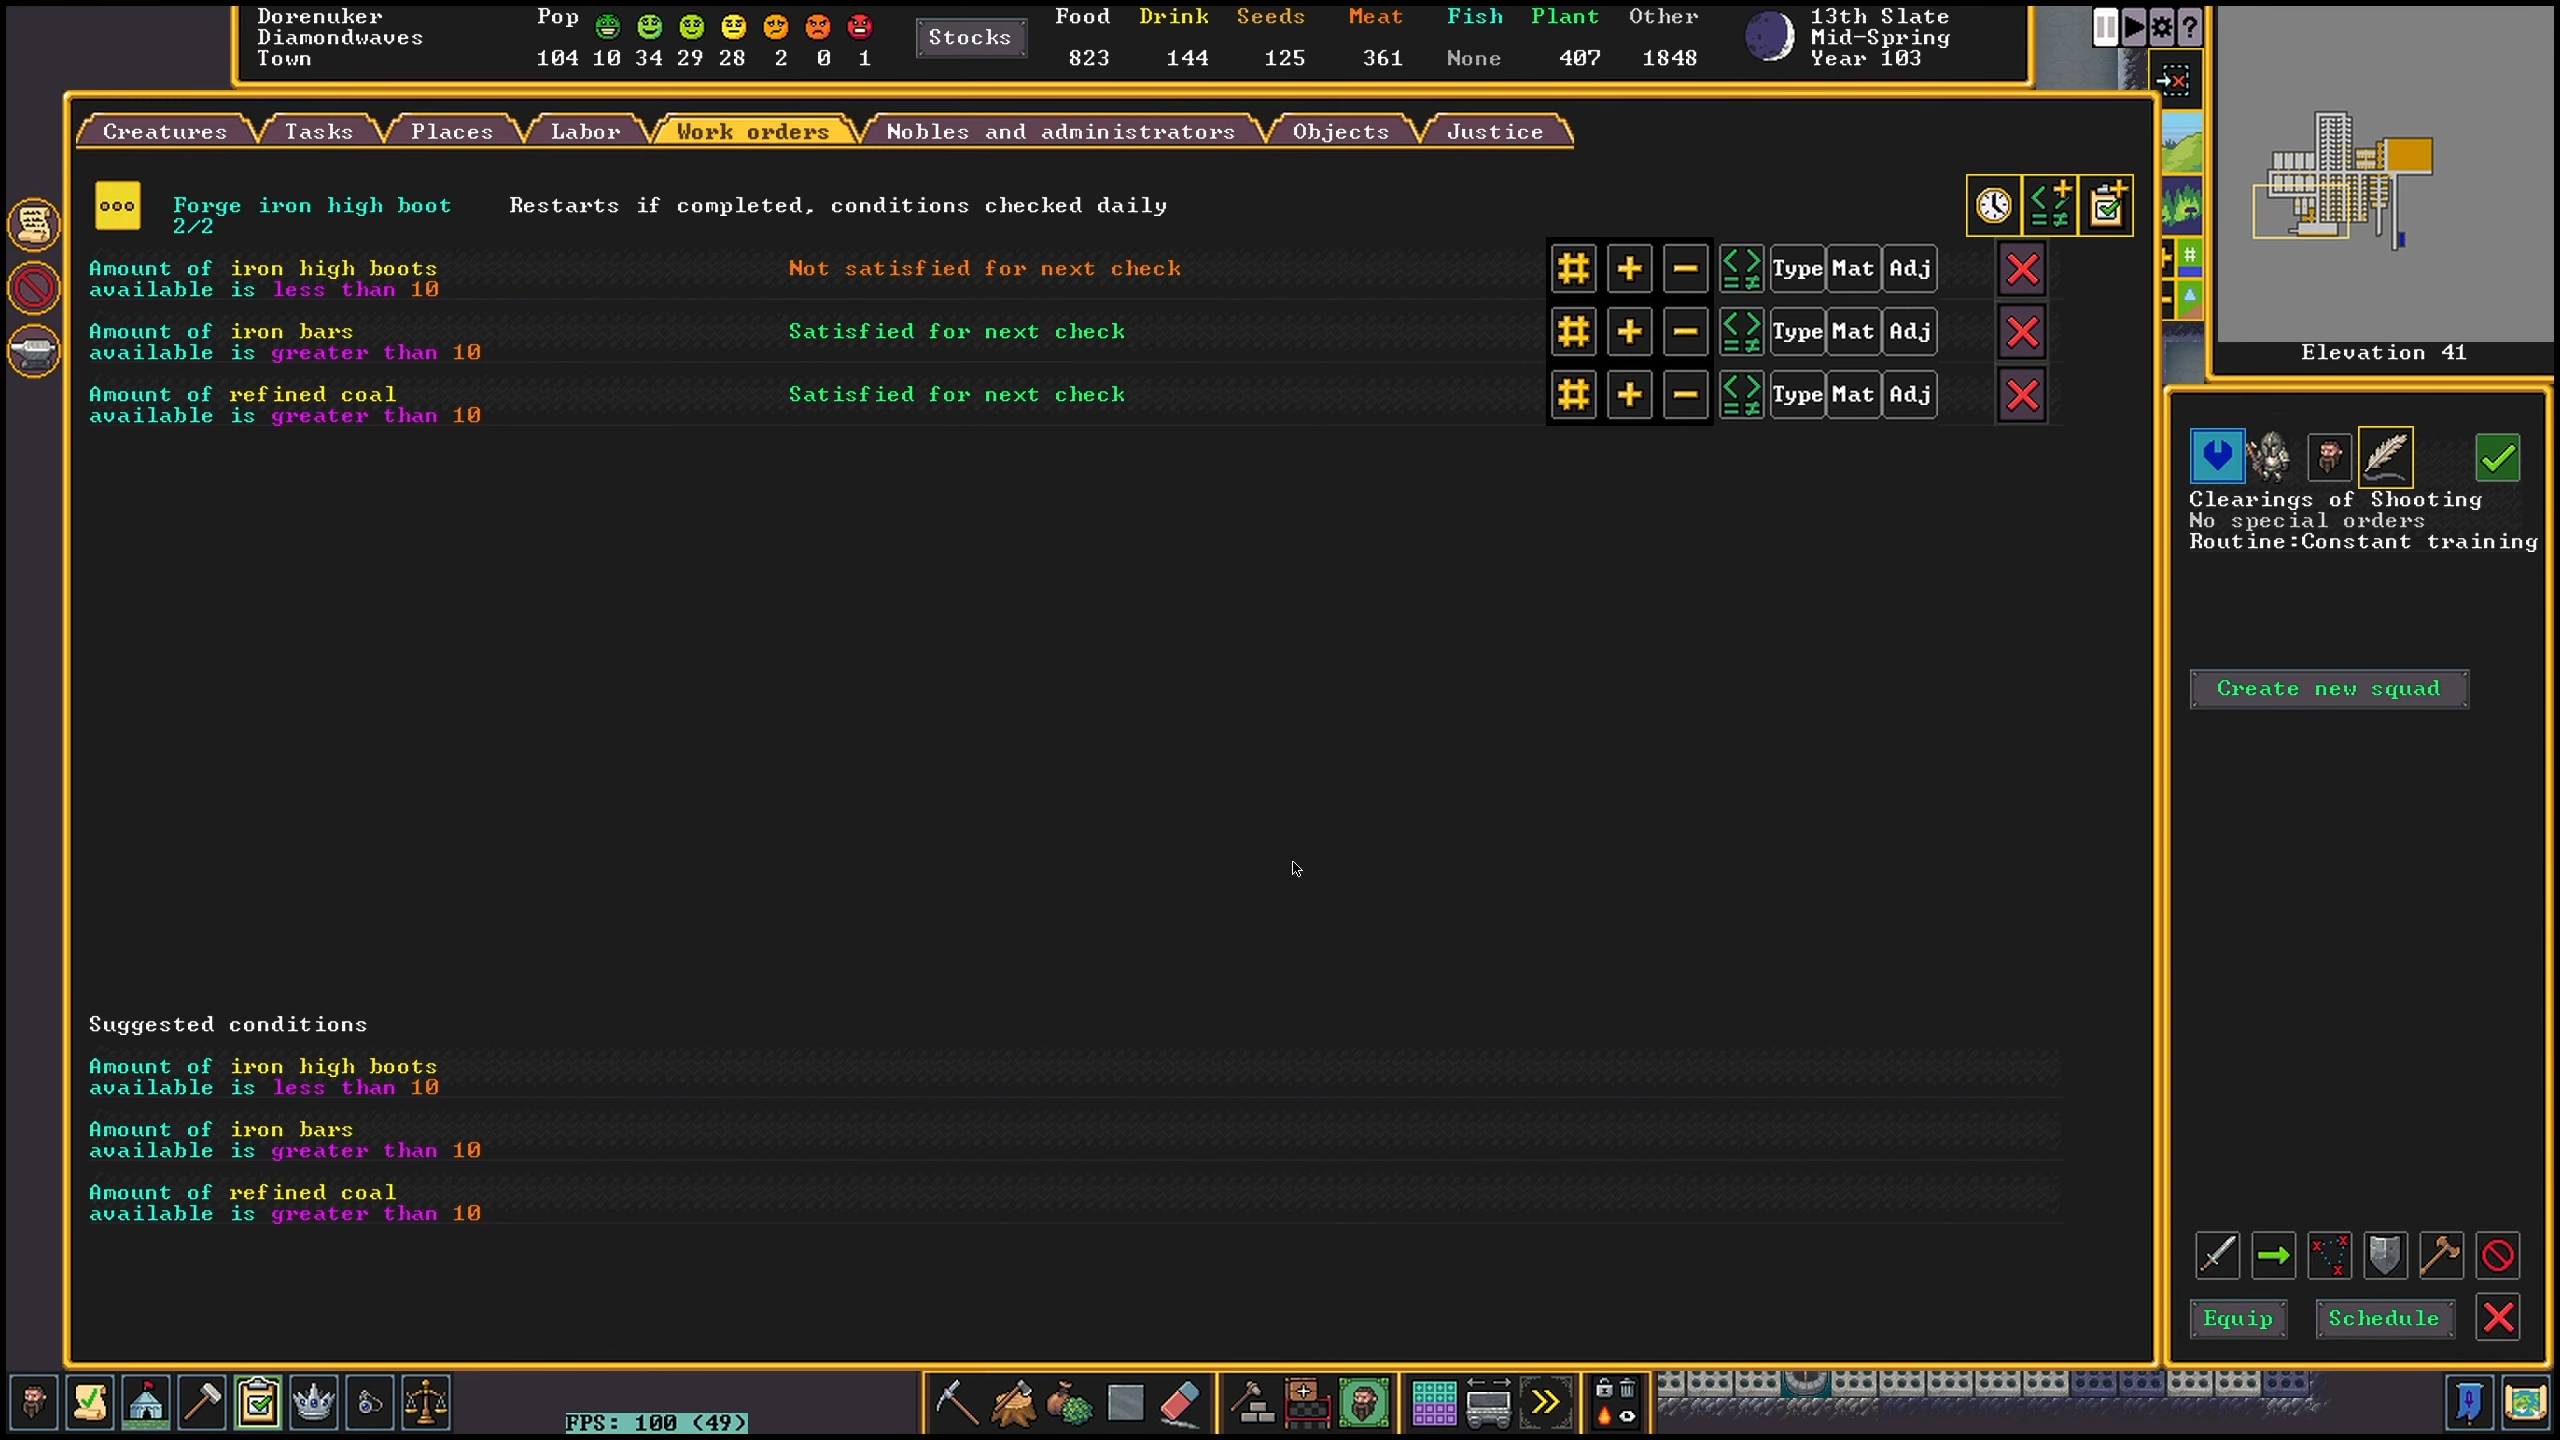 Dorenuker
Diamondwaves
Town
Pop
104 10 34 29 28 2 0 1
Stocks
Food Drink Seeds Meat Fish Plant Other
823 144 125 361 None 407 1848
13th Slate
Mid-Spring
Year 103
?
Creatures Tasks Places Labor Work orders Nobles and administrators Objects Justice
Forge iron high boot Restarts if completed, conditions checked daily
2/2
Amount of iron high boots
available is less than 10
Not satisfied for next check
Type Mat Adj
Amount of iron bars
available is greater than 10
Satisfied for next check
Type Mat Adj
Amount of refined coal
available is greater than 10
Satisfied for next check
Type Mat Adj
Suggested conditions
Amount of iron high boots
available is less than 10
Amount of iron bars
available is greater than 10
Amount of refined coal
available is greater than 10
Elevation 41
Clearings of Shooting
No special orders
Routine:Constant training
Create new squad
Equip Schedule
FPS: 100 (49)